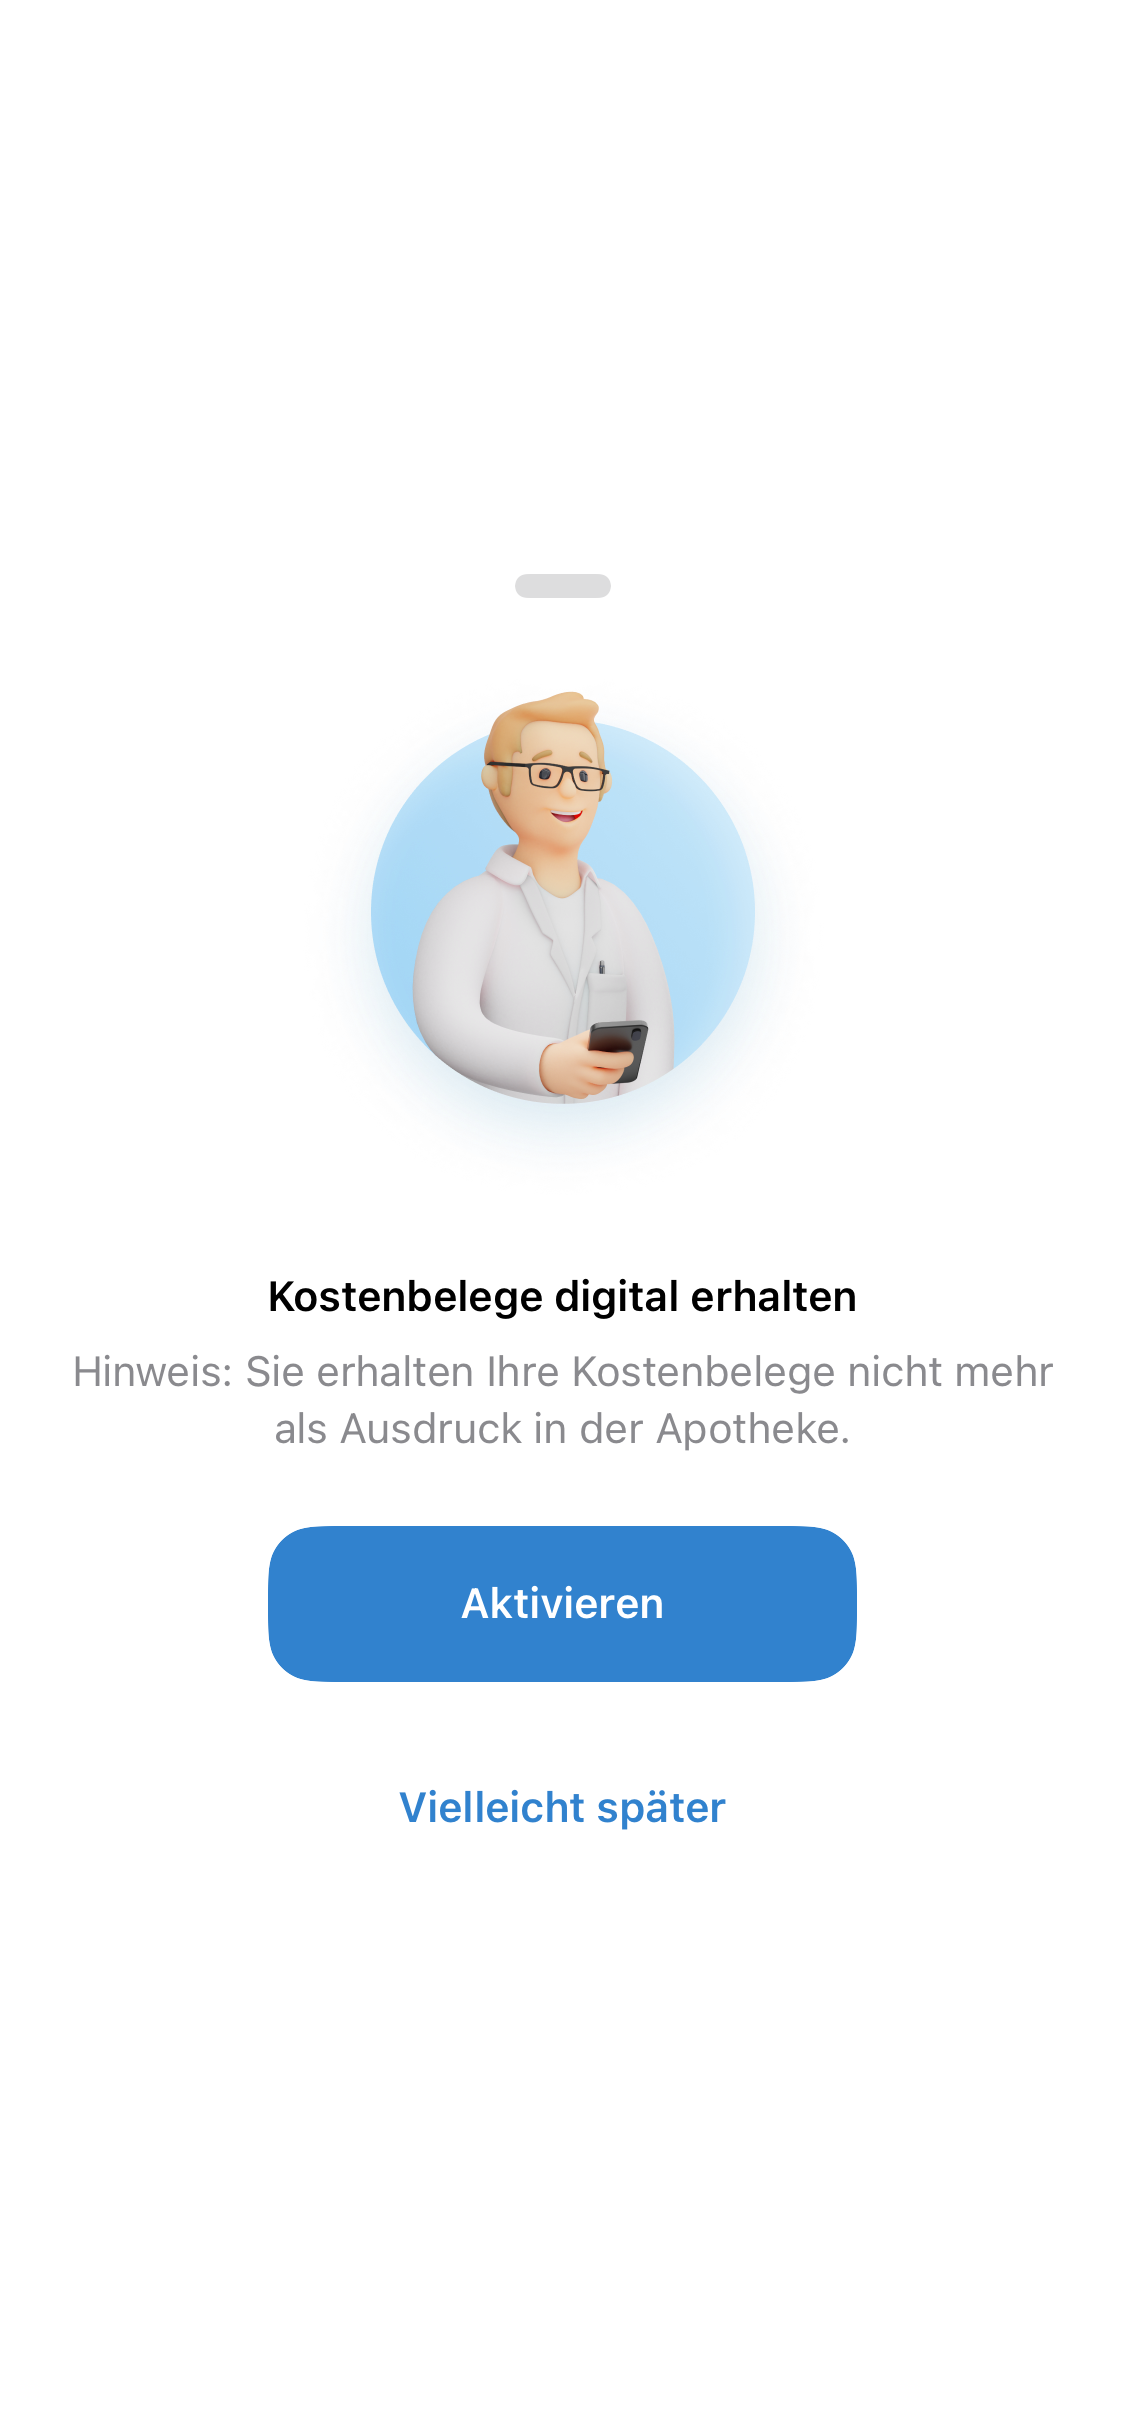 Kostenbelege digital erhalten
Hinweis: Sie erhalten Ihre Kostenbelege nicht mehr
als Ausdruck in der Apotheke.
Aktivieren
Vielleicht später